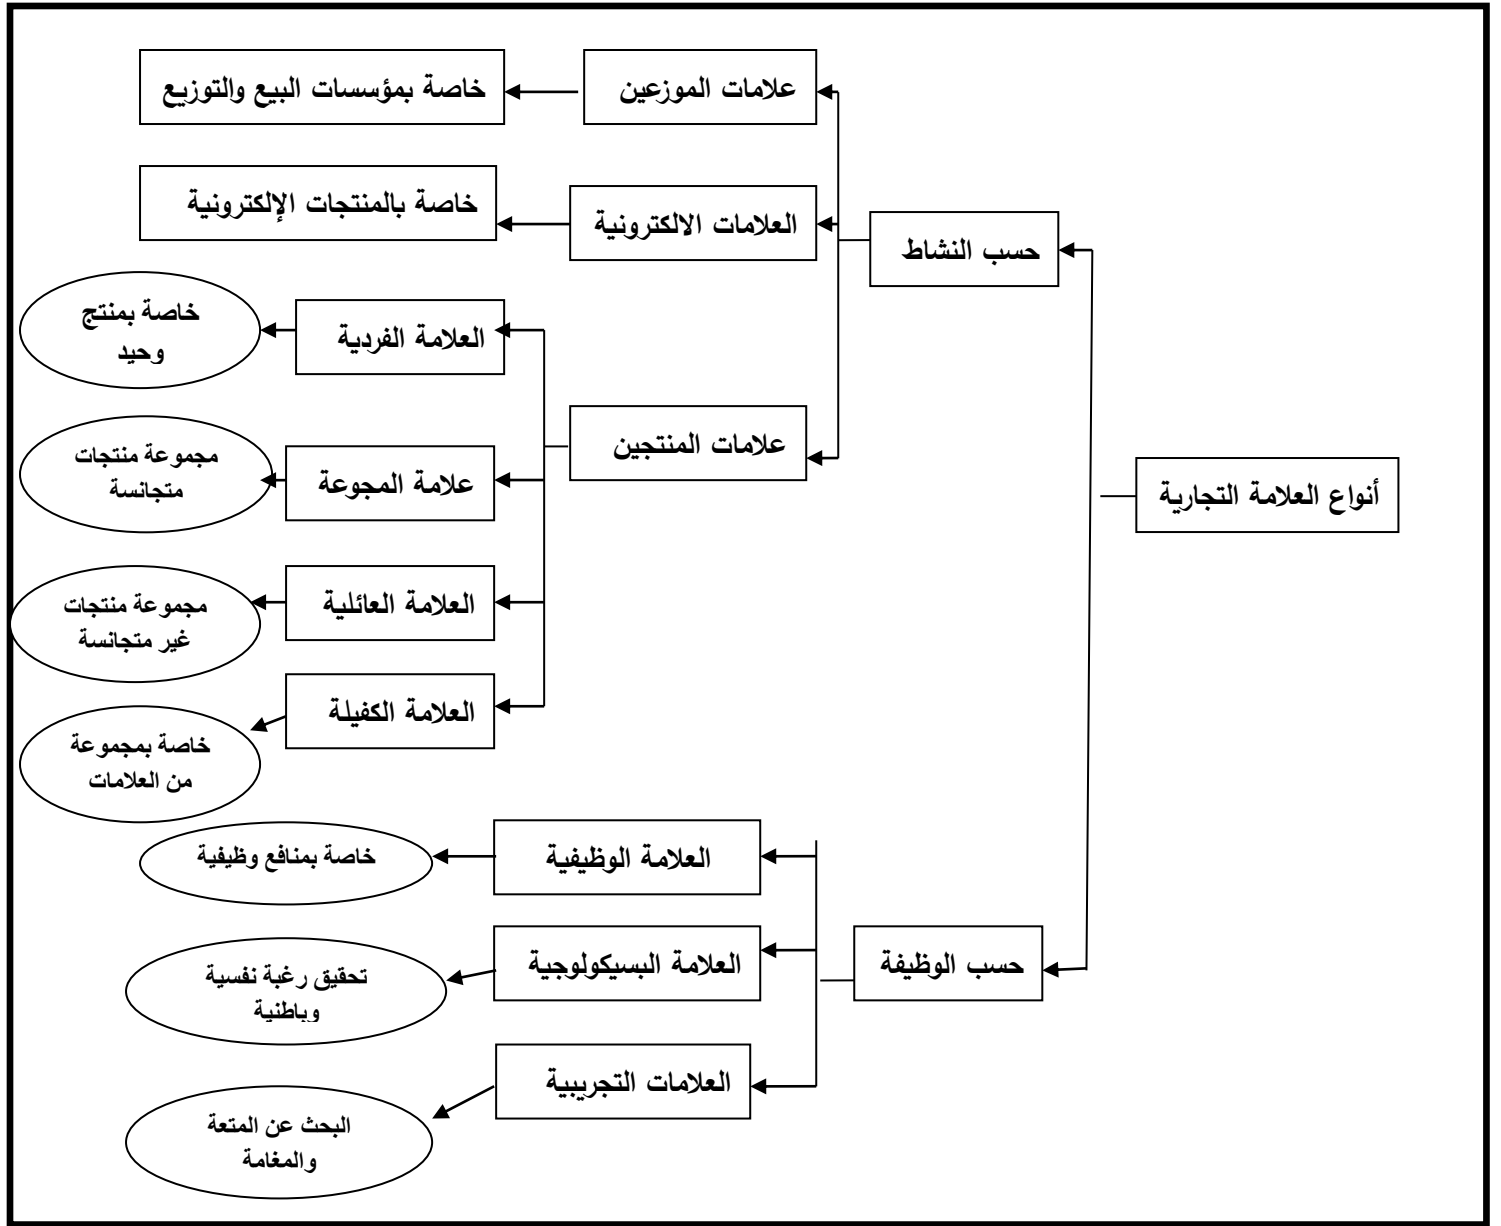 أنواع العلامة التجارية
حسب النشاط
علامات الموزعين
خاصة بمؤسسات البيع والتوزيع
العلامات الالكترونية
خاصة بالمنتجات الإلكترونية
علامات المنتجين
العلامة الفردية
خاصة بمنتج
وحيد
علامة المجوعة
مجموعة منتجات
متجانسة
العلامة العائلية
مجموعة منتجات
غير متجانسة
العلامة الكفيلة
خاصة بمجموعة
من العلامات
حسب الوظيفة
العلامة الوظيفية
خاصة بمنافع وظيفية
العلامة البسيكولوجية
تحقيق رغبة نفسية
وباطنية
العلامات التجريبية
البحث عن المتعة
والمغامة